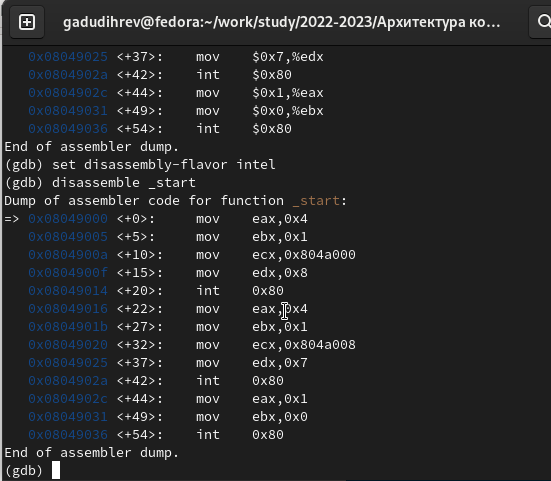 gadudihrev@fedora:~/work/study/2022-2023/Архитектура ко...
0x08049025 <+37>: mov $0x7,%edx
0x0804902a <+42>: int $0x80
0x0804902c <+44>: mov $0x1,%eax
0x08049031 <+49>: mov $0x0,%ebx
0x08049036 <+54>: int $0x80
End of assembler dump.
(gdb) set disassembly-flavor intel
(gdb) disassemble _start
Dump of assembler code for function _start:
=> 0x08049000 <+0>: mov eax,0x4
0x08049005 <+5>: mov ebx,0x1
0x0804900a <+10>: mov ecx,0x804a000
0x0804900f <+15>: mov edx,0x8
0x08049014 <+20>: int 0x80
0x08049016 <+22>: mov eax,0x4
0x0804901b <+27>: mov ebx,0x1
0x08049020 <+32>: mov ecx,0x804a008
0x08049025 <+37>: mov edx,0x7
0x0804902a <+42>: int 0x80
0x0804902c <+44>: mov eax,0x1
0x08049031 <+49>: mov ebx,0x0
0x08049036 <+54>: int 0x80
End of assembler dump.
(gdb)